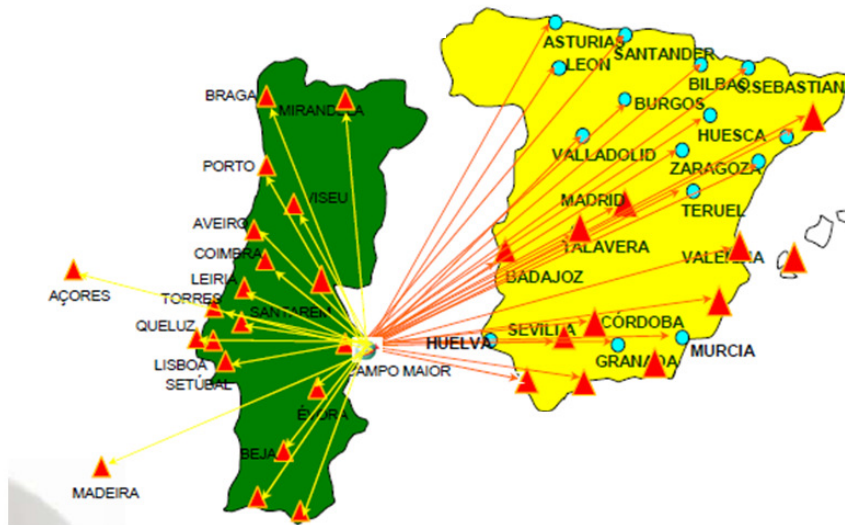 ASTURIAS
SANTANDER
LEON
BILBAO
S.SEBASTIAN
BRAGA
MIRANDELA
BURGOS
HUESCA
VALLADOLID
PORTO
ZARAGOZA
VISEU
MADRID
TERUEL
AVEIRO
TALAVERA
COIMBRA
VALENCIA
BADAJOZ
LEIRIA
AÇORES
TORRES
SANTAREM
QUELUZ
SEVILLA
CÓRDOBA
HUELVA
MURCIA
GRANADA
LISBOA
CAMPO MAIOR
SETÚBAL
ÉVORA
BEJA
MADEIRA